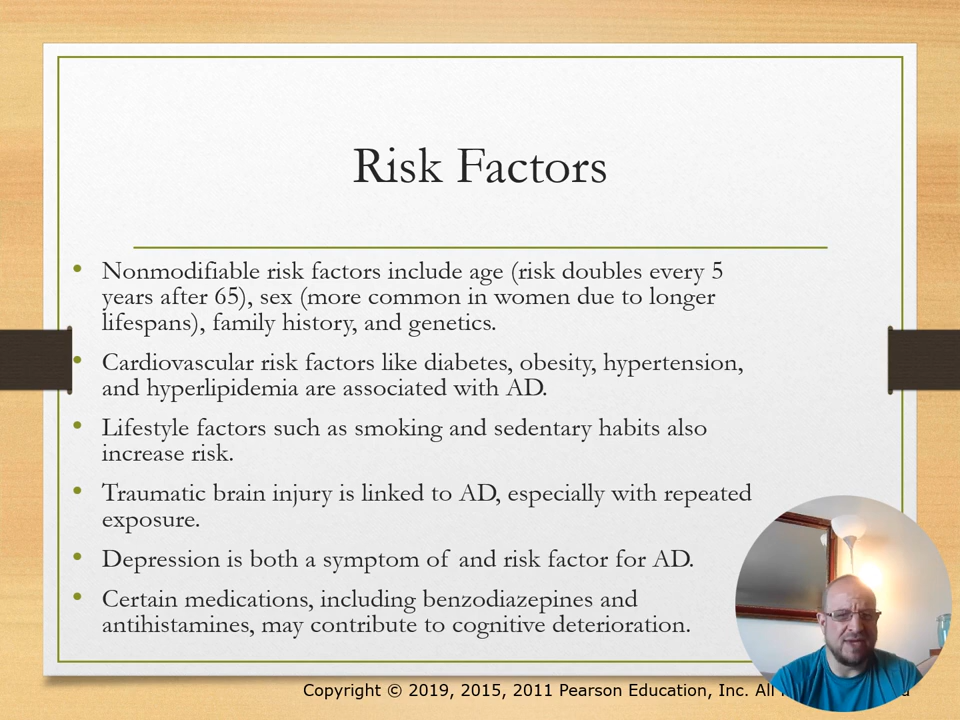 Risk Factors
• Nonmodifiable risk factors include age (risk doubles every 5
years after 65), sex (more common in women due to longer
lifespans), family history, and genetics.
• Cardiovascular risk factors like diabetes, obesity, hypertension,
and hyperlipidemia are associated with AD.
• Lifestyle factors such as smoking and sedentary habits also
increase risk.
• Traumatic brain injury is linked to AD, especially with repeated
exposure.
• Depression is both a symptom of and risk factor for AD.
• Certain medications, including benzodiazepines and
antihistamines, may contribute to cognitive deterioration.
Copyright © 2019, 2015, 2011 Pearson Education, Inc. All